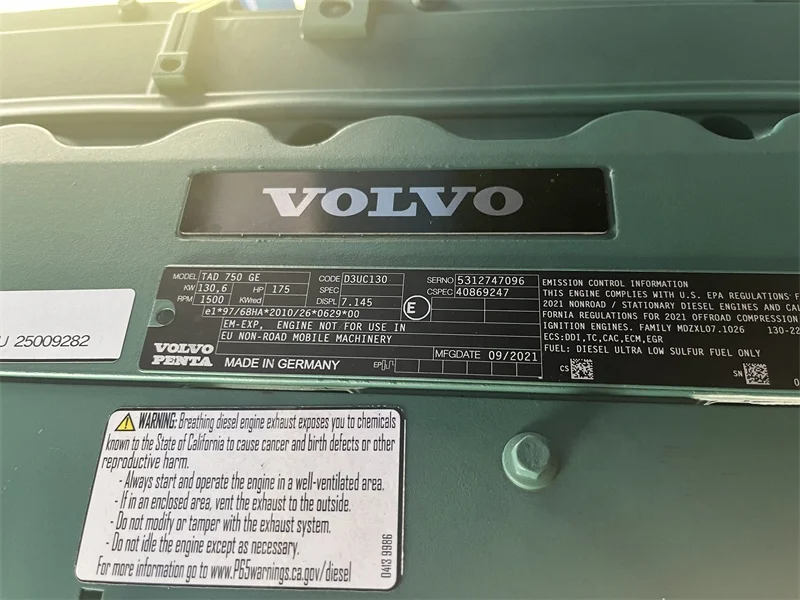 VOLVO
MODEL TAD 750 GE CODE D3UC130 SERNO 5312747096
KW 130,6 HP 175 SPEC CSPEC 40869247
RPM 1500 KWed DISPL 7.145
e1*97/68HA*2010/26*0629*00 E
EM-EXP, ENGINE NOT FOR USE IN
EU NON-ROAD MOBILE MACHINERY
MFGDATE 09/2021
VOLVO
PENTA
MADE IN GERMANY EP
EMISSION CONTROL INFORMATION
THIS ENGINE COMPLIES WITH U.S. EPA REGULATIONS F
2021 NONROAD / STATIONARY DIESEL ENGINES AND CAL
FORNIA REGULATIONS FOR 2021 OFFROAD COMPRESSION
IGNITION ENGINES. FAMILY MDZXL07.1026 130-22
ECS:DDI,TC,CAC,ECM,EGR
FUEL: DIESEL ULTRA LOW SULFUR FUEL ONLY
CS SN 0
U 25009282
WARNING: Breathing diesel engine exhaust exposes you to chemicals
known to the State of California to cause cancer and birth defects or other
reproductive harm.
- Always start and operate the engine in a well-ventilated area.
- If in an enclosed area, vent the exhaust to the outside.
- Do not modify or tamper with the exhaust system.
- Do not idle the engine except as necessary.
For more information go to www.P65warnings.ca.gov/diesel
0413 9986